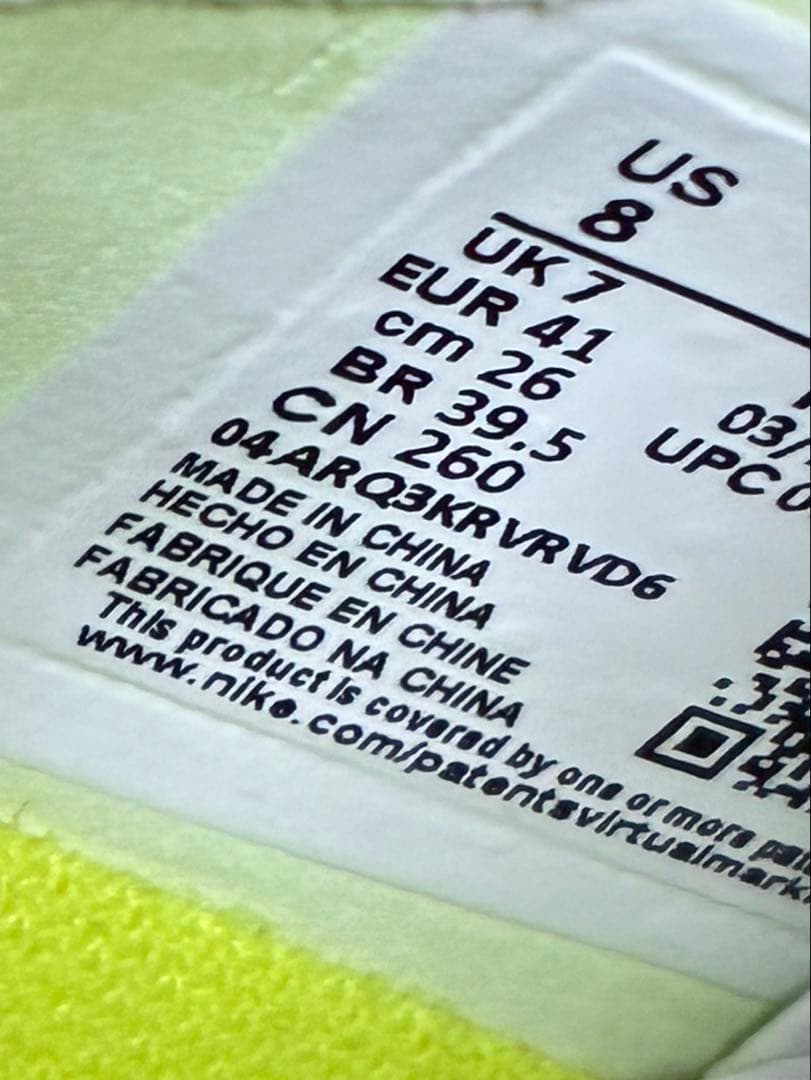 US
8
UK 7
EUR 41
cm 26
BR 39.5
CN 260
03/
UPC 0
04ARQ3KRVRVD6
MADE IN CHINA
HECHO EN CHINA
FABRIQUE EN CHINE
FABRICADO NA CHINA
This product is covered by one or more
www.nike.com/patentsvirtualmark